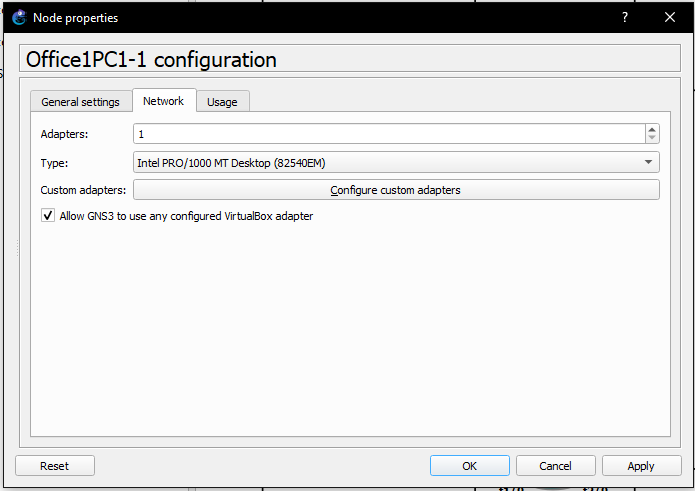 Node properties
?
Office1PC1-1 configuration
General settings
Network
Usage
Adapters:
1
Type:
Intel PRO/1000 MT Desktop (82540EM)
Custom adapters:
Configure custom adapters
Allow GNS3 to use any configured VirtualBox adapter
Reset
OK
Cancel
Apply